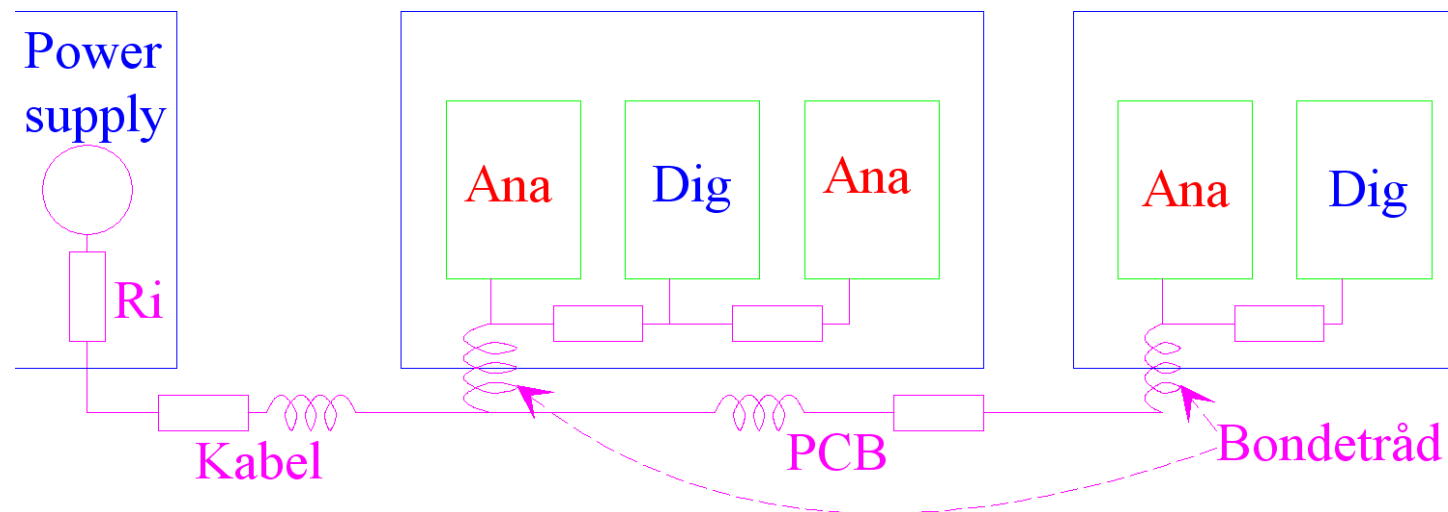 Power
supply
Ri
Kabel
Ana
Dig
Ana
PCB
Ana
Dig
Bondetråd